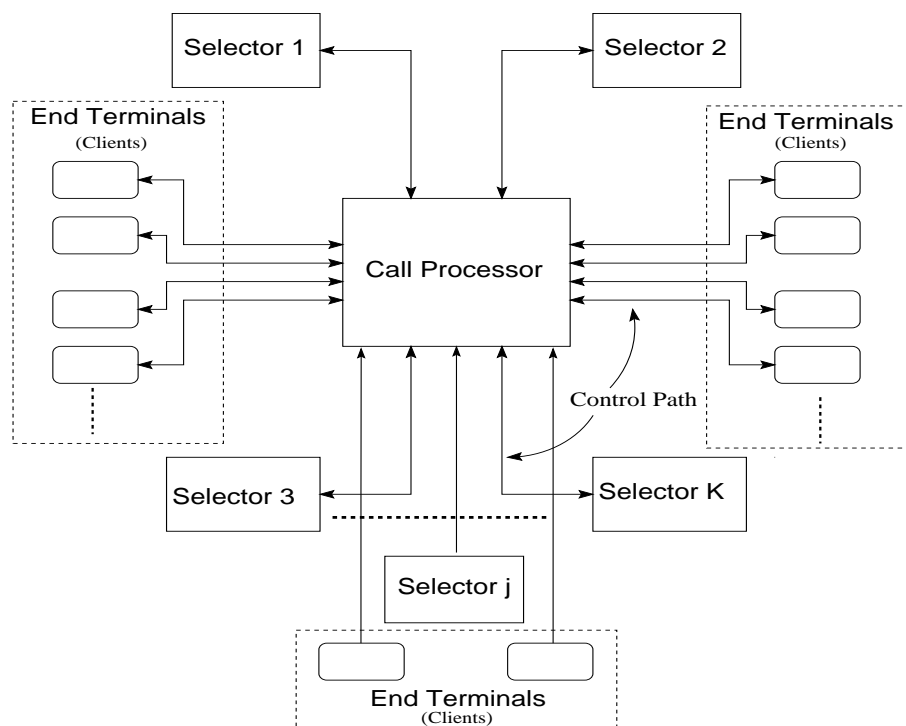 Selector 1
Selector 2
End Terminals
(Clients)
End Terminals
(Clients)
Call Processor
Control Path
Selector 3
Selector K
Selector j
End Terminals
(Clients)